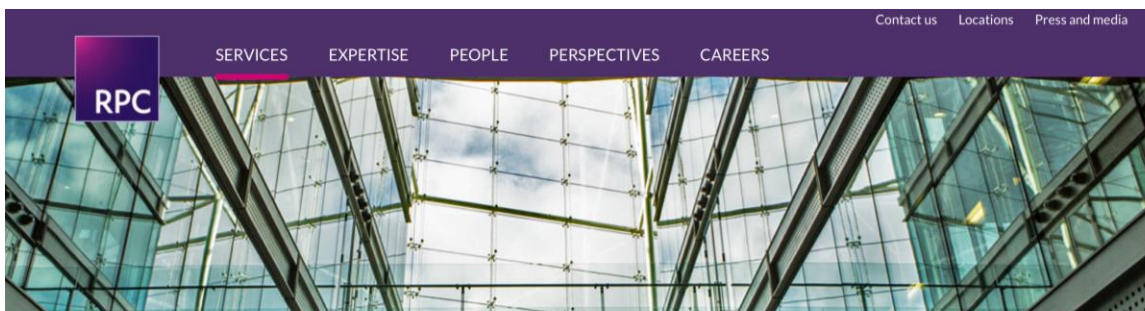 Contact us Locations Press and media
SERVICES EXPERTISE PEOPLE PERSPECTIVES CAREERS
RPC